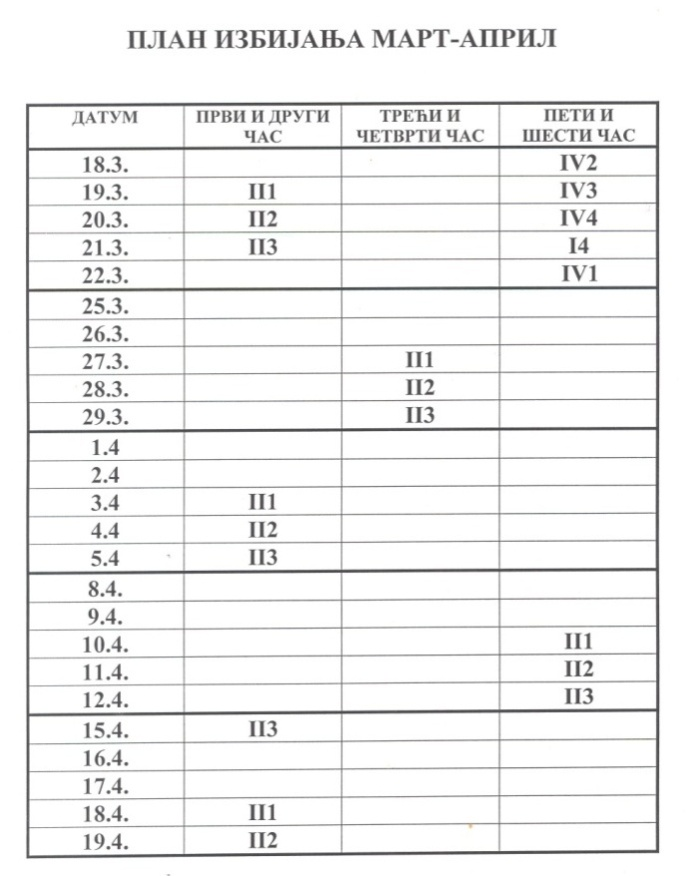 ПЛАН ИЗБИЈАЊА МАРТ-АПРИЛ
ДАТУМ ПРВИ И ДРУГИ ЧАС ТРЕЋИ И ЧЕТВРТИ ЧАС ПЕТИ И ШЕСТИ ЧАС
18.3. IV2
19.3. II1 IV3
20.3. II2 IV4
21.3. II3 I4
22.3. IV1
25.3.
26.3.
27.3. II1
28.3. II2
29.3. II3
1.4
2.4
3.4 II1
4.4 II2
5.4 II3
8.4.
9.4.
10.4. II1
11.4. II2
12.4. II3
15.4. II3
16.4.
17.4.
18.4. II1
19.4. II2